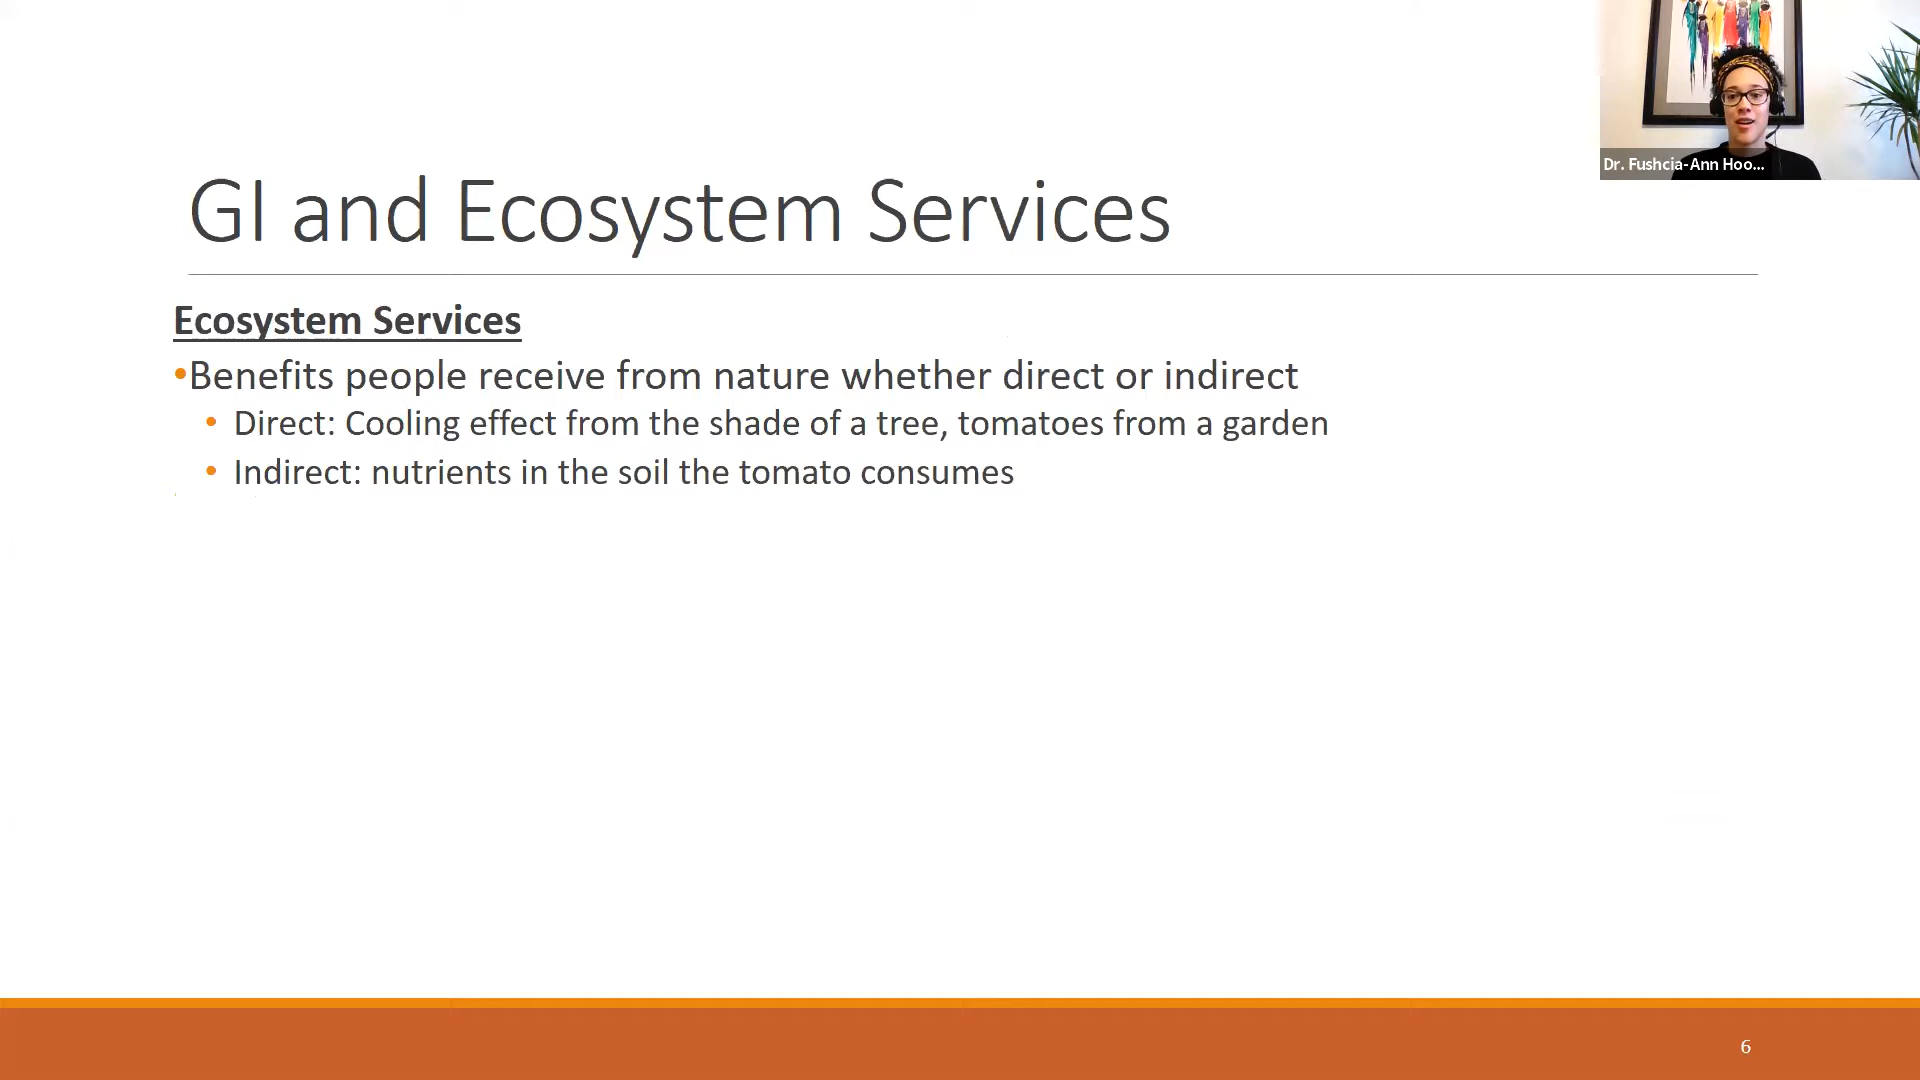 Dr. Fushcia-Ann Hoo...
GI and Ecosystem Services
Ecosystem Services
•Benefits people receive from nature whether direct or indirect
• Direct: Cooling effect from the shade of a tree, tomatoes from a garden
• Indirect: nutrients in the soil the tomato consumes
6